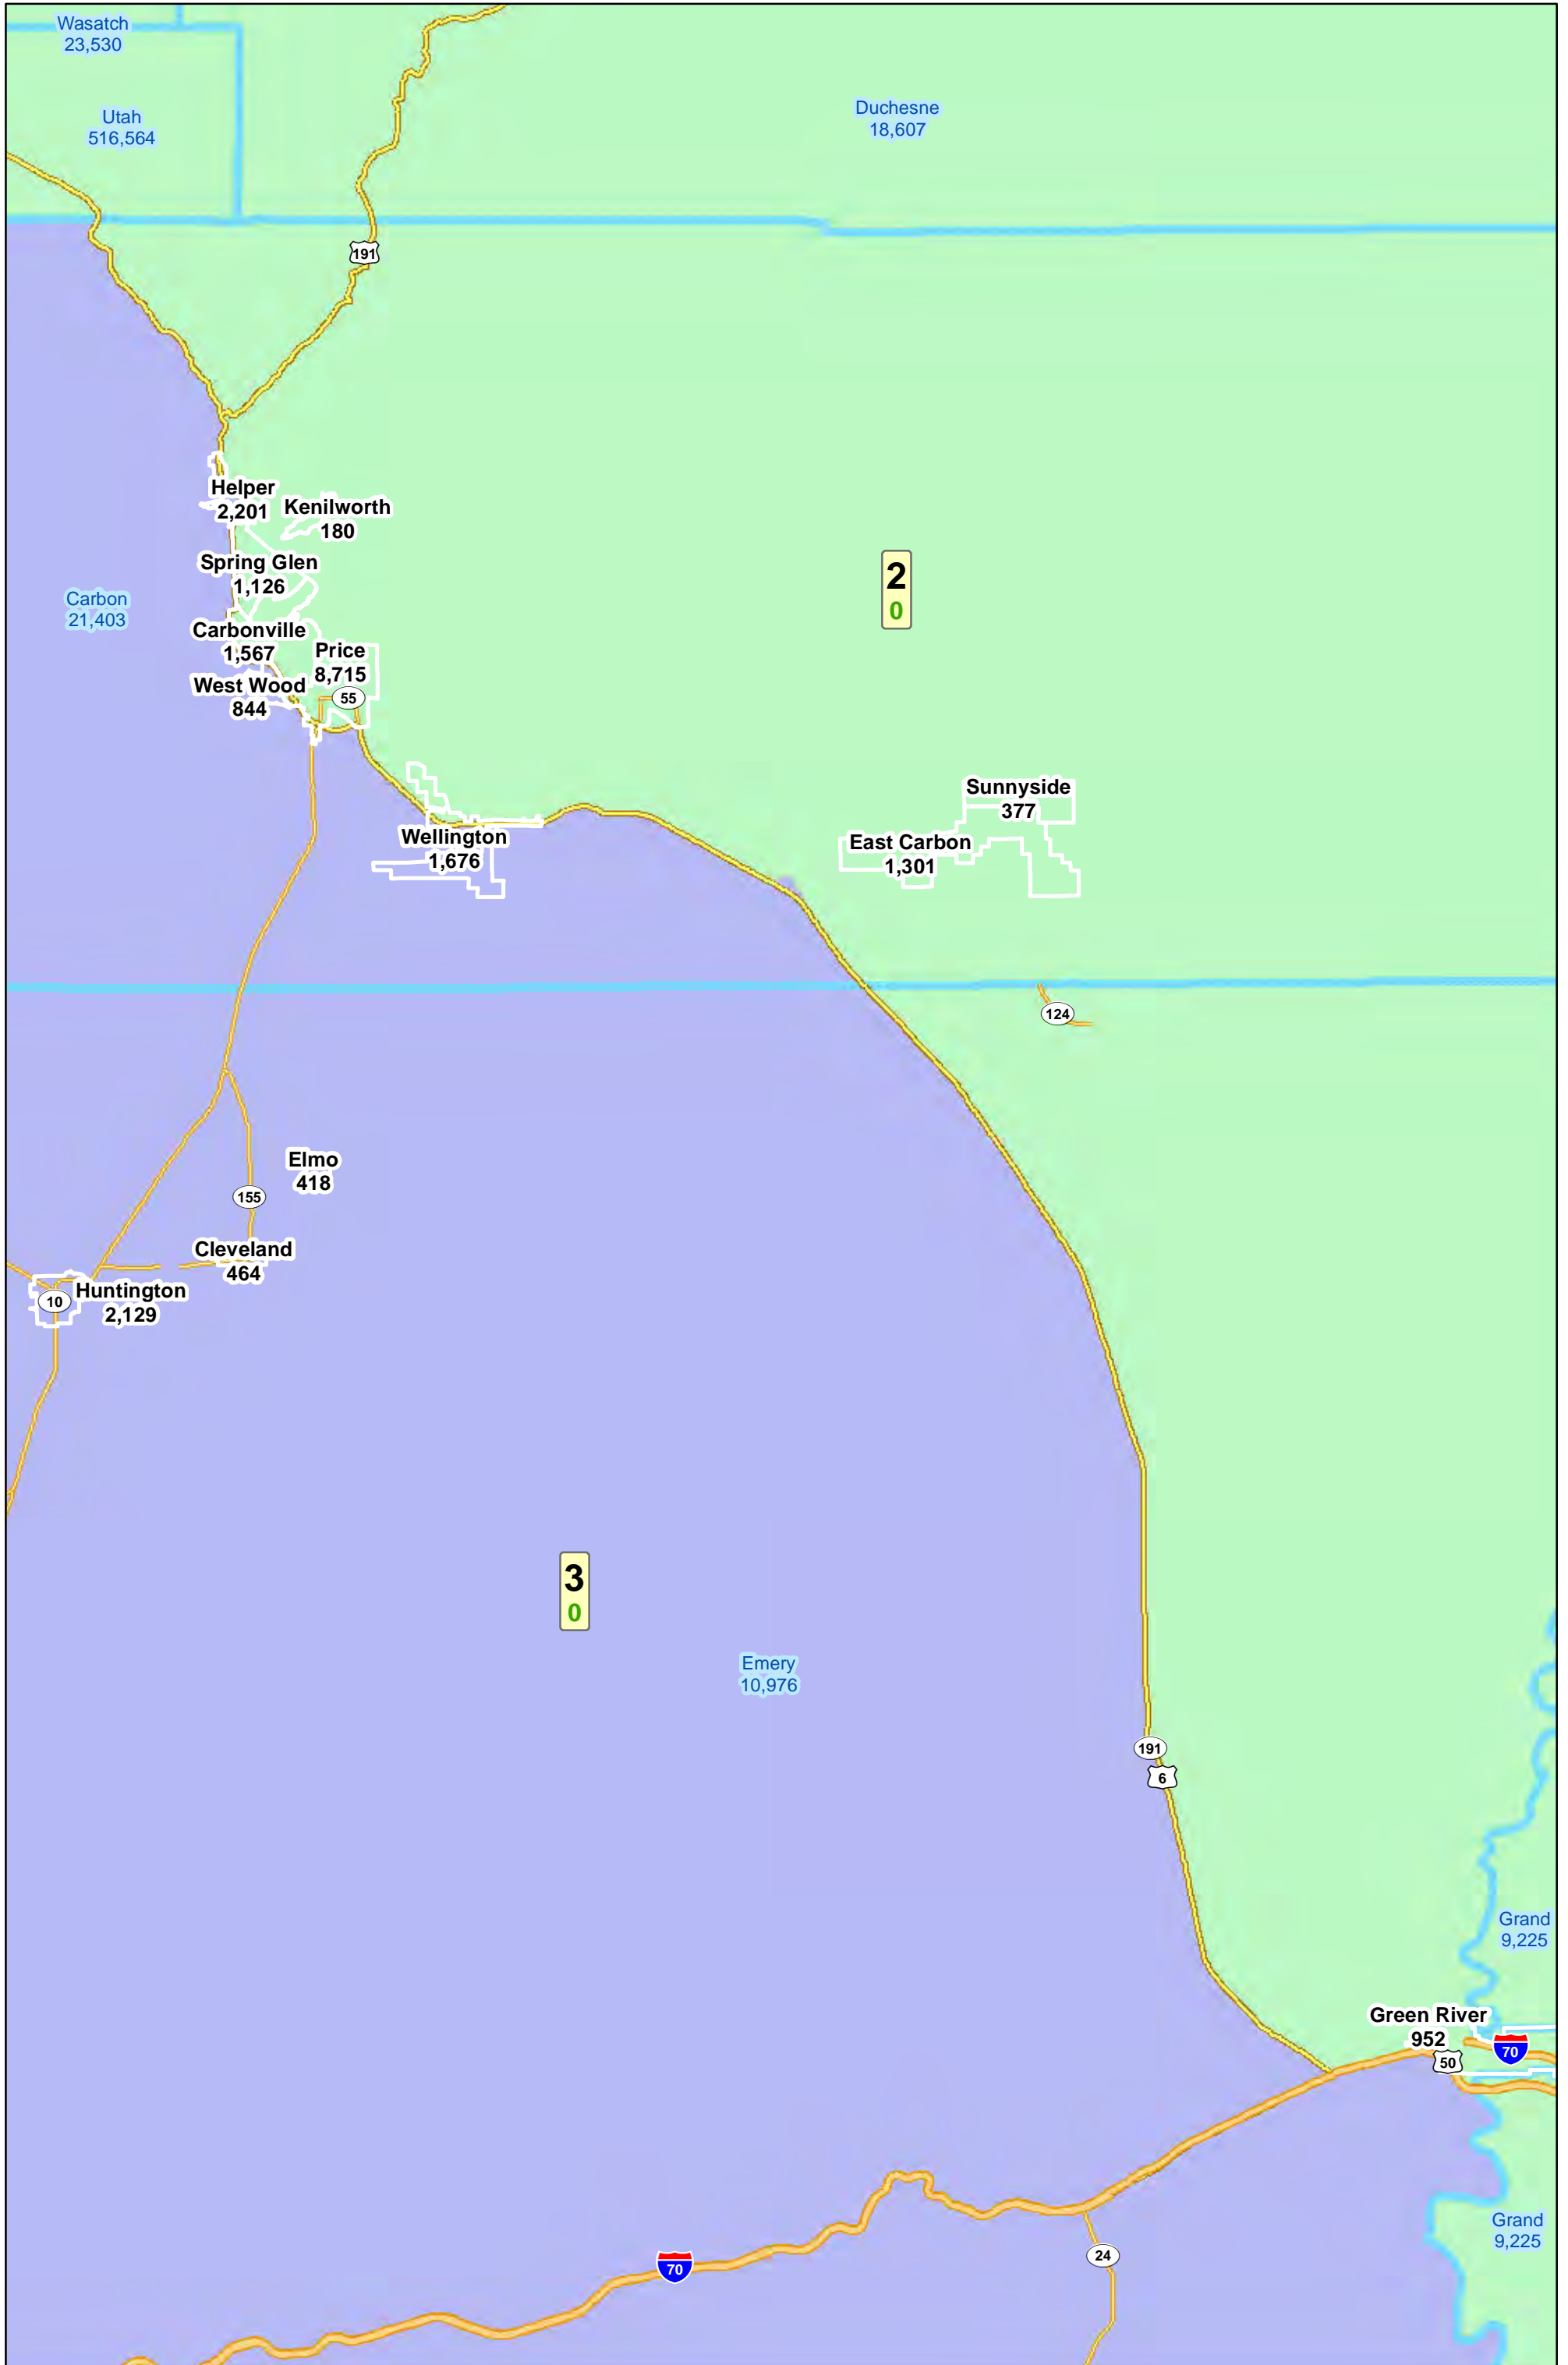 Wasatch
23,530
Utah
516,564
Duchesne
18,607
191
Helper
2,201
Kenilworth
180
Spring Glen
1,126
2
0
Carbon
21,403
Carbonville
1,567
Price
8,715
West Wood
844
55
Sunnyside
377
Wellington
1,676
East Carbon
1,301
124
Elmo
418
155
Cleveland
464
Huntington
2,129
10
3
0
Emery
10,976
191
6
Grand
9,225
Green River
952
70
50
Grand
9,225
24
70